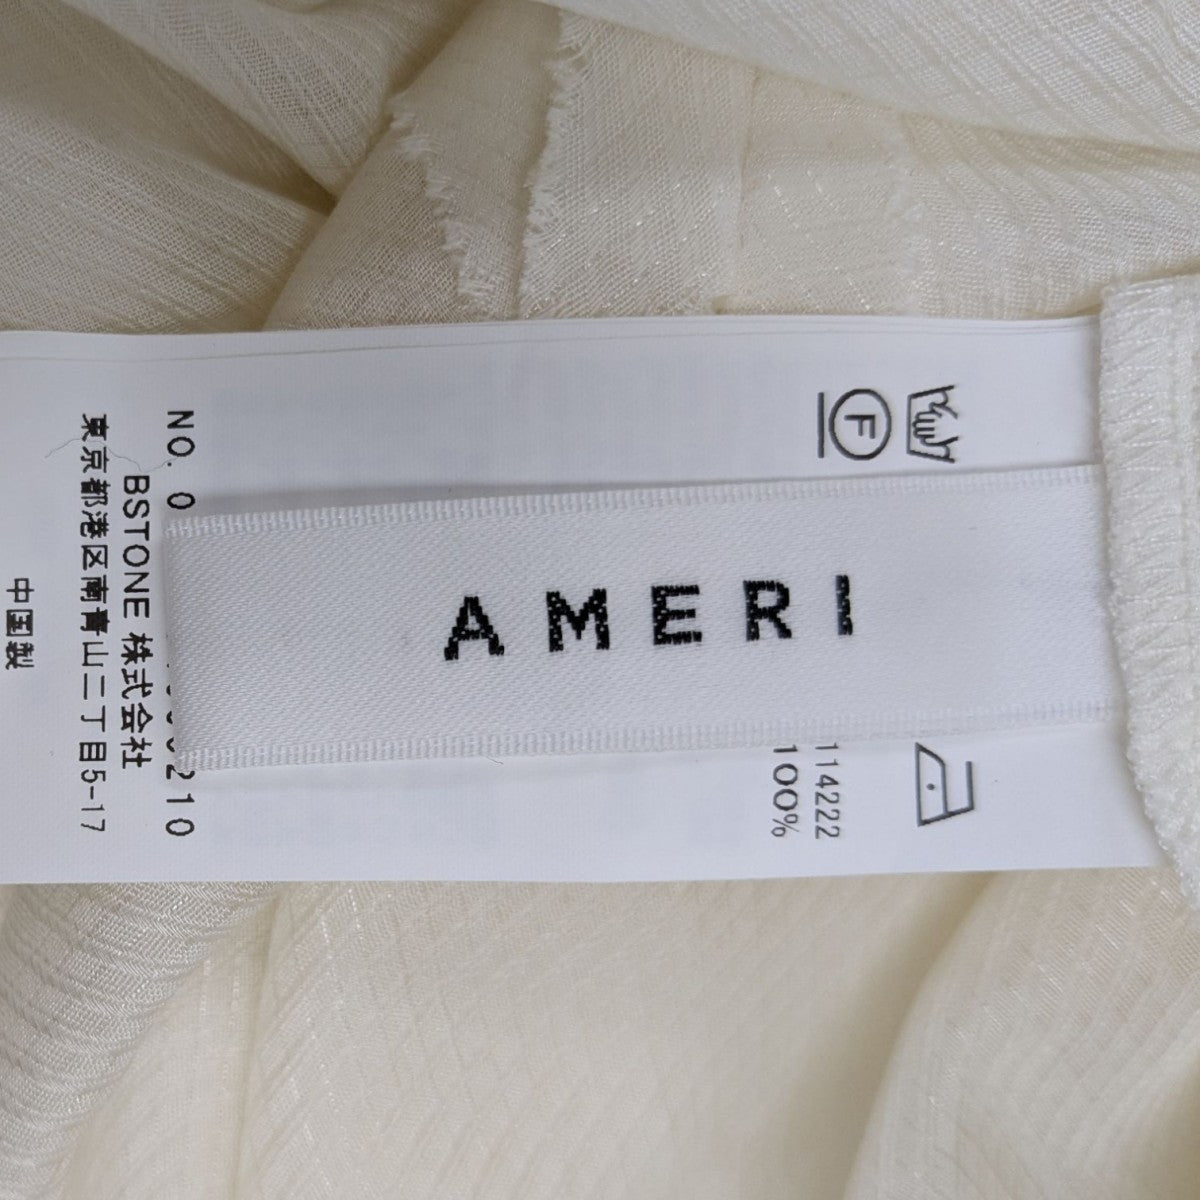 AMERI
F
114222
100%
NO. 0
210
BSTONE 株式会社
東京都港区南青山二丁目5-17
中国製